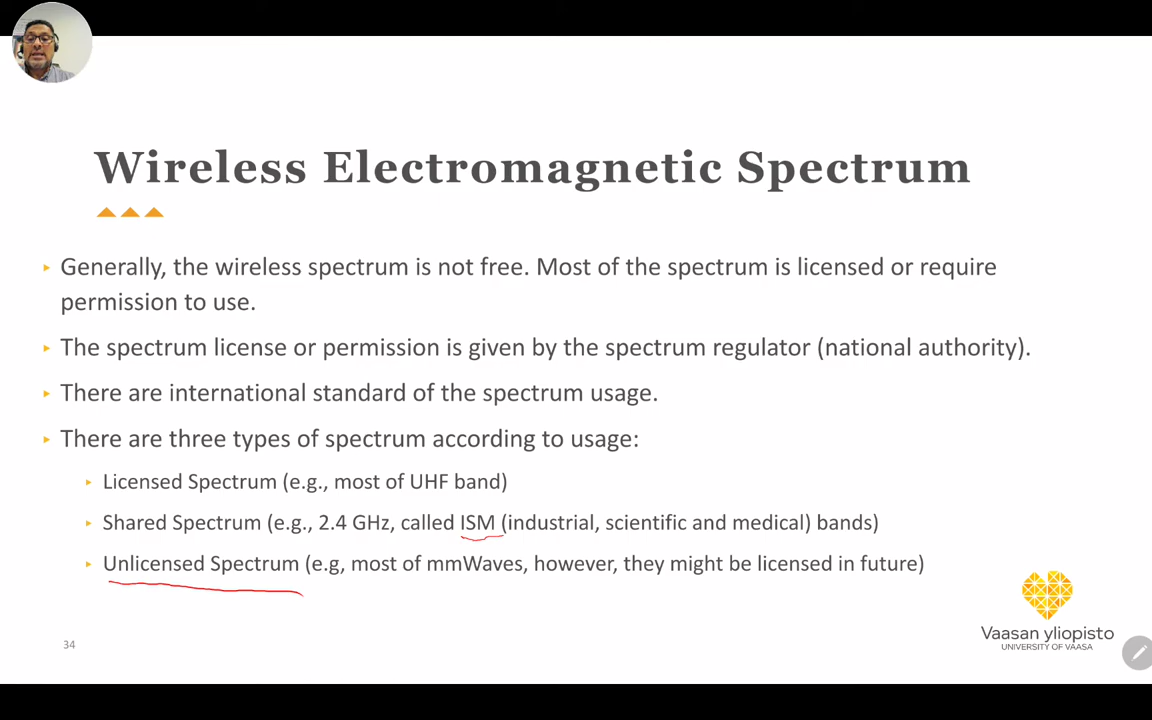 Wireless Electromagnetic Spectrum
Generally, the wireless spectrum is not free. Most of the spectrum is licensed or require
permission to use.
The spectrum license or permission is given by the spectrum regulator (national authority).
There are international standard of the spectrum usage.
There are three types of spectrum according to usage:
Licensed Spectrum (e.g., most of UHF band)
Shared Spectrum (e.g., 2.4 GHz, called ISM (industrial, scientific and medical) bands)
Unlicensed Spectrum (e.g, most of mmWaves, however, they might be licensed in future)
34
Vaasan yliopisto
UNIVERSITY OF VAASA